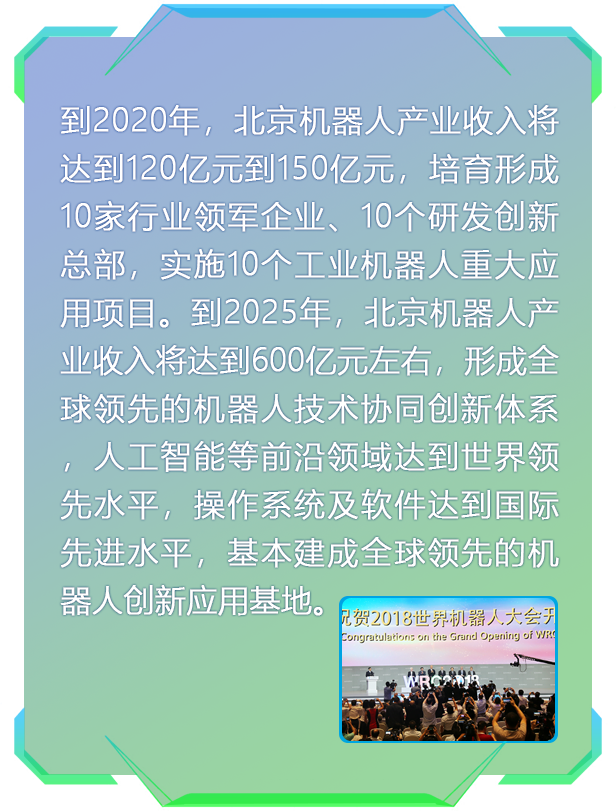 到2020年，北京机器人产业收入将
达到120亿元到150亿元，培育形成
10家行业领军企业、10个研发创新
总部，实施10个工业机器人重大应
用项目。到2025年，北京机器人产
业收入将达到600亿元左右，形成全
球领先的机器人技术协同创新体系
，人工智能等前沿领域达到世界领
先水平，操作系统及软件达到国际
先进水平，基本建成全球领先的机
器人创新应用基地。
祝贺2018世界机器人大会开
Congratulations on the Grand Opening of WRC
WRC2018